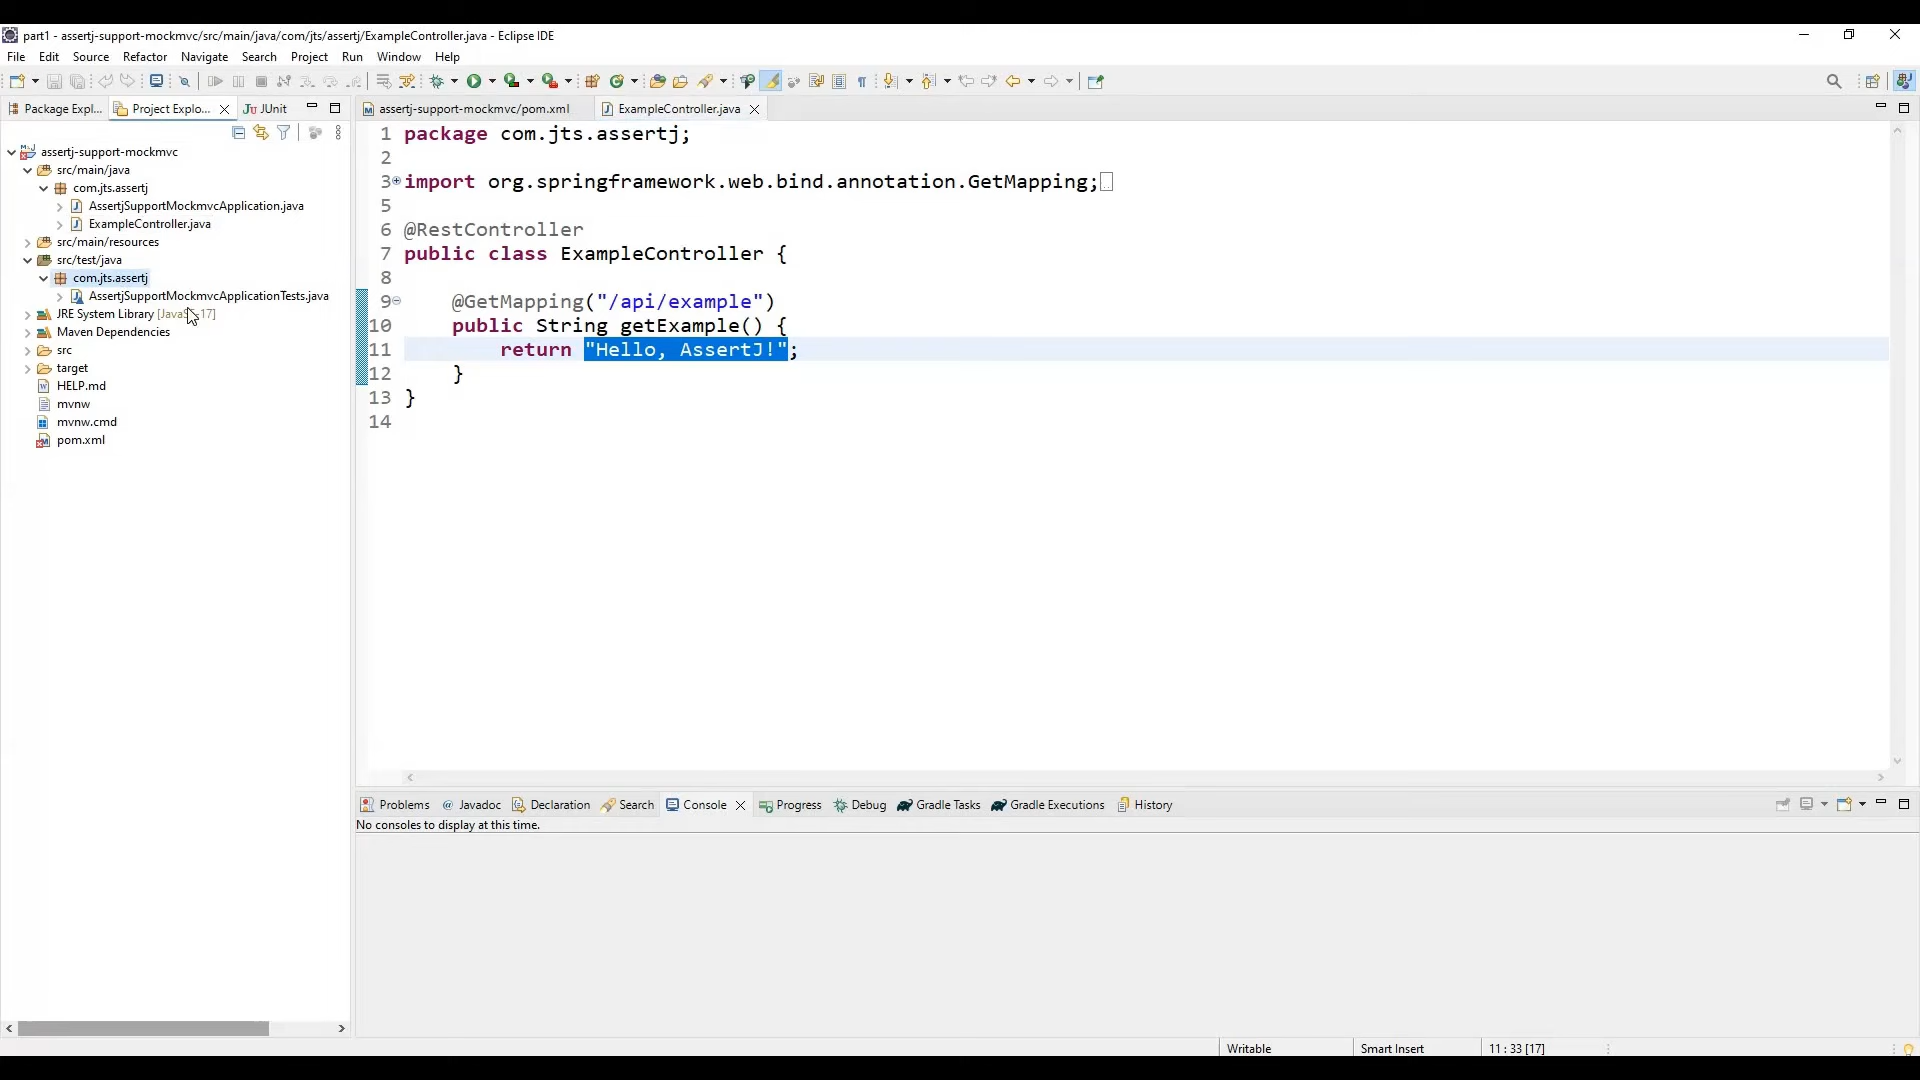 part1 - assertj-support-mockmvc/src/main/java/com/jts/assertj/ExampleController.java - Eclipse IDE
File Edit Source Refactor Navigate Search Project Run Window Help
Package Expl... Project Explo... JUnit
assertj-support-mockmvc/pom.xml ExampleController.java
assertj-support-mockmvc
src/main/java
com.jts.assertj
AssertjSupportMockmvcApplication.java
ExampleController.java
src/main/resources
src/test/java
com.jts.assertj
AssertjSupportMockmvcApplicationTests.java
JRE System Library [JavaS 17]
Maven Dependencies
src
target
HELP.md
mvnw
mvnw.cmd
pom.xml
1 package com.jts.assertj;
2
3 import org.springframework.web.bind.annotation.GetMapping;
5
6 @RestController
7 public class ExampleController {
8
9 @GetMapping("/api/example")
10 public String getExample() {
11 return "Hello, AssertJ!";
12 }
13 }
14
Problems Javadoc Declaration Search Console Progress Debug Gradle Tasks Gradle Executions History
No consoles to display at this time.
Writable Smart Insert 11 : 33 [17]